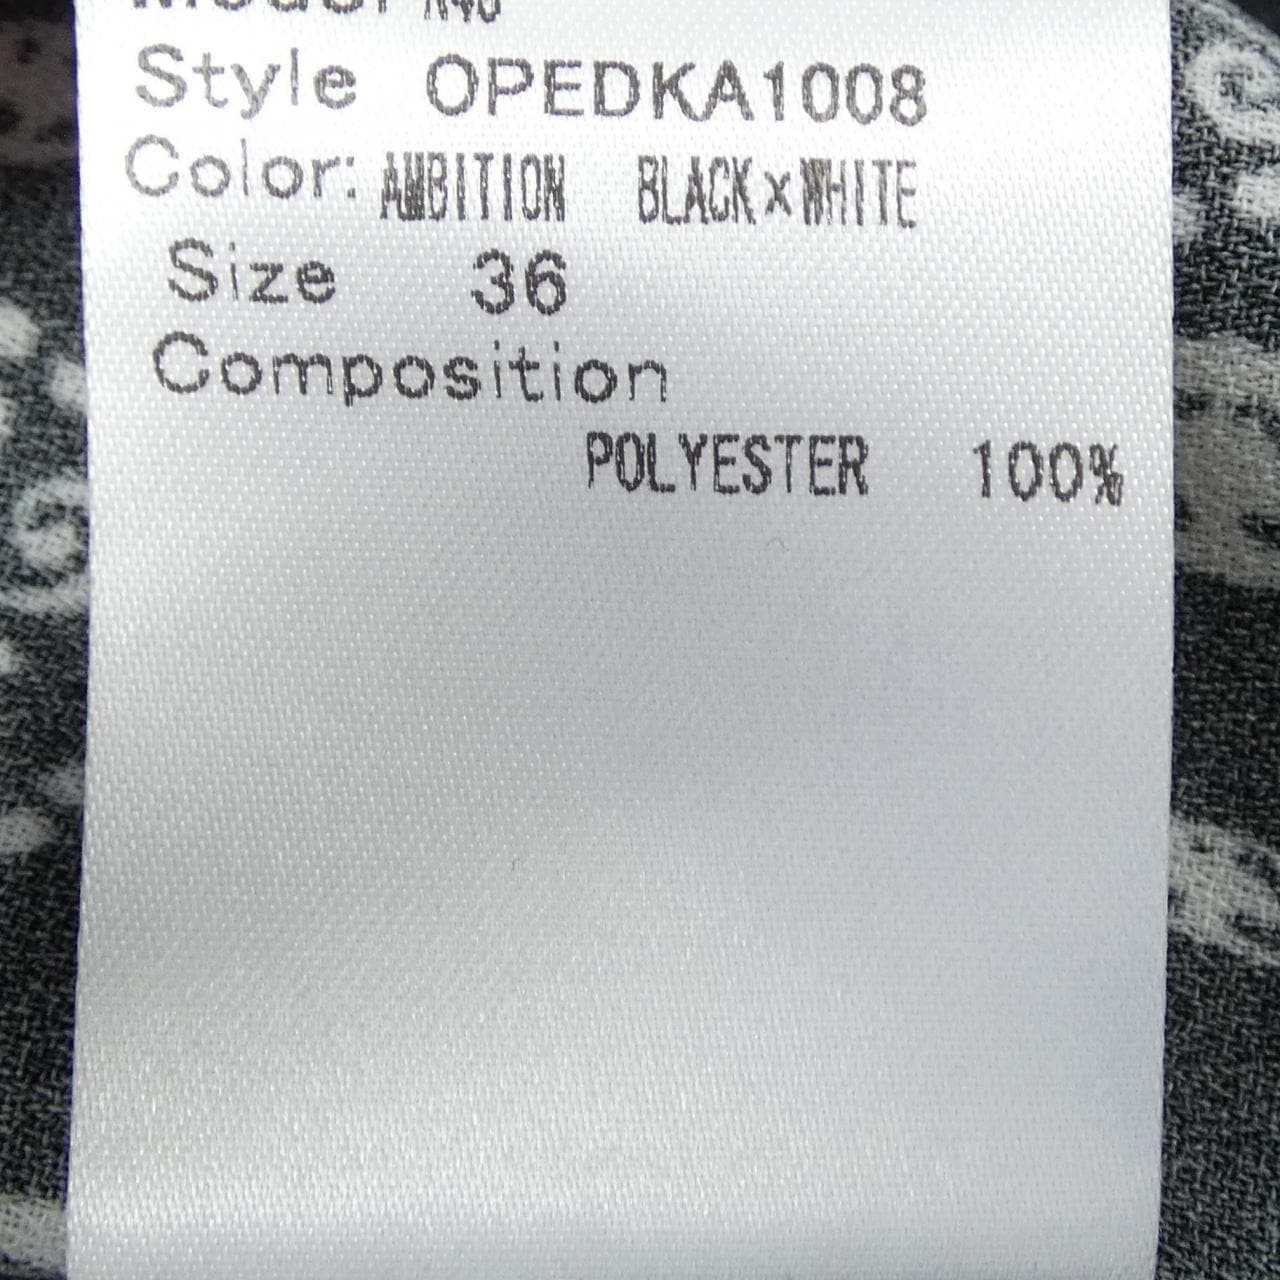 Style OPEDKA1008
Color: AMBITION BLACK×WHITE
Size 36
Composition
POLYESTER 100%